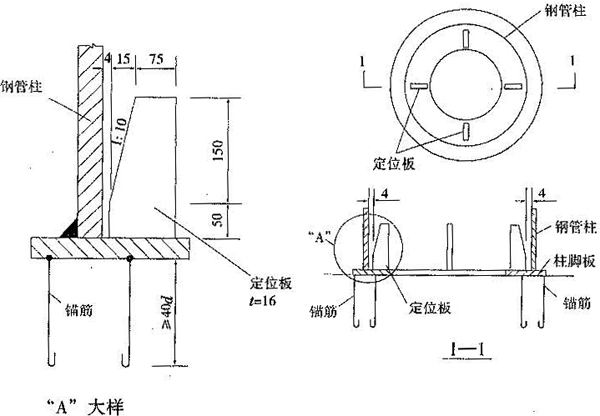 4
15
75
钢管柱
1:10
150
50
定位板
t=16
锚筋
≥40d
“A”大样
钢管柱
1
1
定位板
4
4
“A”
钢管柱
柱脚板
锚筋
定位板
锚筋
1—1